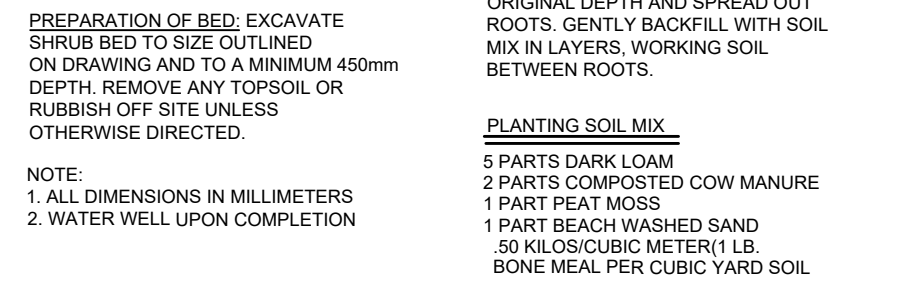 PREPARATION OF BED: EXCAVATE
SHRUB BED TO SIZE OUTLINED
ON DRAWING AND TO A MINIMUM 450mm
DEPTH. REMOVE ANY TOPSOIL OR
RUBBISH OFF SITE UNLESS
OTHERWISE DIRECTED.
NOTE:
1. ALL DIMENSIONS IN MILLIMETERS
2. WATER WELL UPON COMPLETION
ORIGINAL DEPTH AND SPREAD OUT
ROOTS. GENTLY BACKFILL WITH SOIL
MIX IN LAYERS, WORKING SOIL
BETWEEN ROOTS.
PLANTING SOIL MIX
5 PARTS DARK LOAM
2 PARTS COMPOSTED COW MANURE
1 PART PEAT MOSS
1 PART BEACH WASHED SAND
.50 KILOS/CUBIC METER(1 LB.
BONE MEAL PER CUBIC YARD SOIL